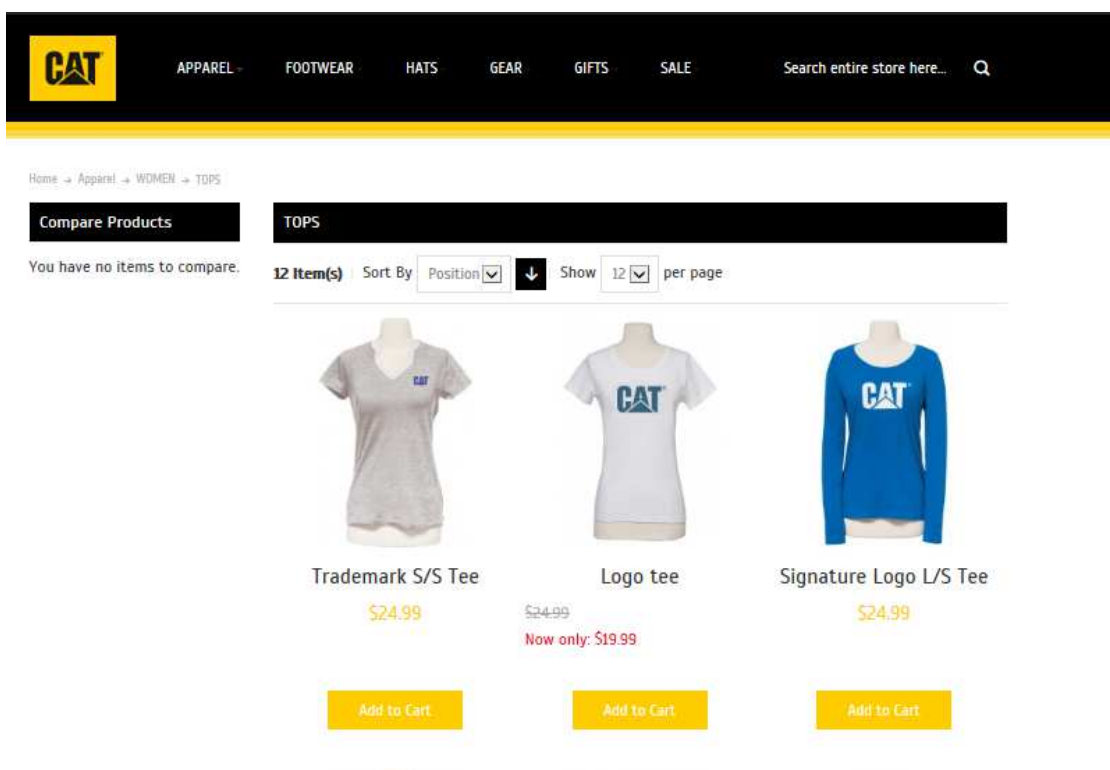 CAT
APPAREL FOOTWEAR HATS GEAR GIFTS SALE Search entire store here...
Home → Apparel → WOMEN → TOPS
Compare Products
You have no items to compare.
TOPS
12 Item(s) Sort By Position Show 12 per page
CAT
CAT
CAT
Trademark S/S Tee
$24.99
Add to Cart
Logo tee
$24.99
Now only: $19.99
Add to Cart
Signature Logo L/S Tee
$24.99
Add to Cart